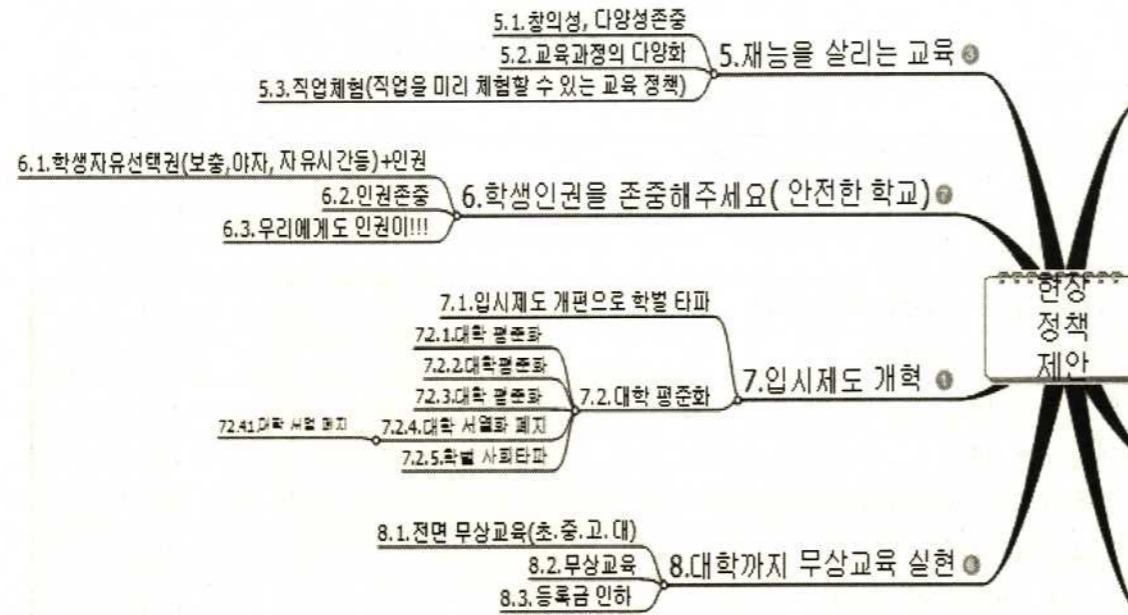 5.재능을 살리는 교육
5.1.창의성, 다양성존중
5.2.교육과정의 다양화
5.3.직업체험(직업을 미리 체험할 수 있는 교육 정책)
6.학생인권을 존중해주세요( 안전한 학교)
6.1.학생자유선택권(보충,야자, 자유시간등)+인권
6.2.인권존중
6.3.우리에게도 인권이!!!
현장
정책
제안
7.입시제도 개혁
7.1.입시제도 개편으로 학벌 타파
7.2.대학 평준화
7.2.1.대학 평준화
7.2.2.대학평준화
7.2.3.대학 평준화
7.2.4.대학 서열화 폐지
7.2.4.1.대학 서열 폐지
7.2.5.학벌 사회타파
8.대학까지 무상교육 실현
8.1.전면 무상교육(초.중.고.대)
8.2.무상교육
8.3.등록금 인하